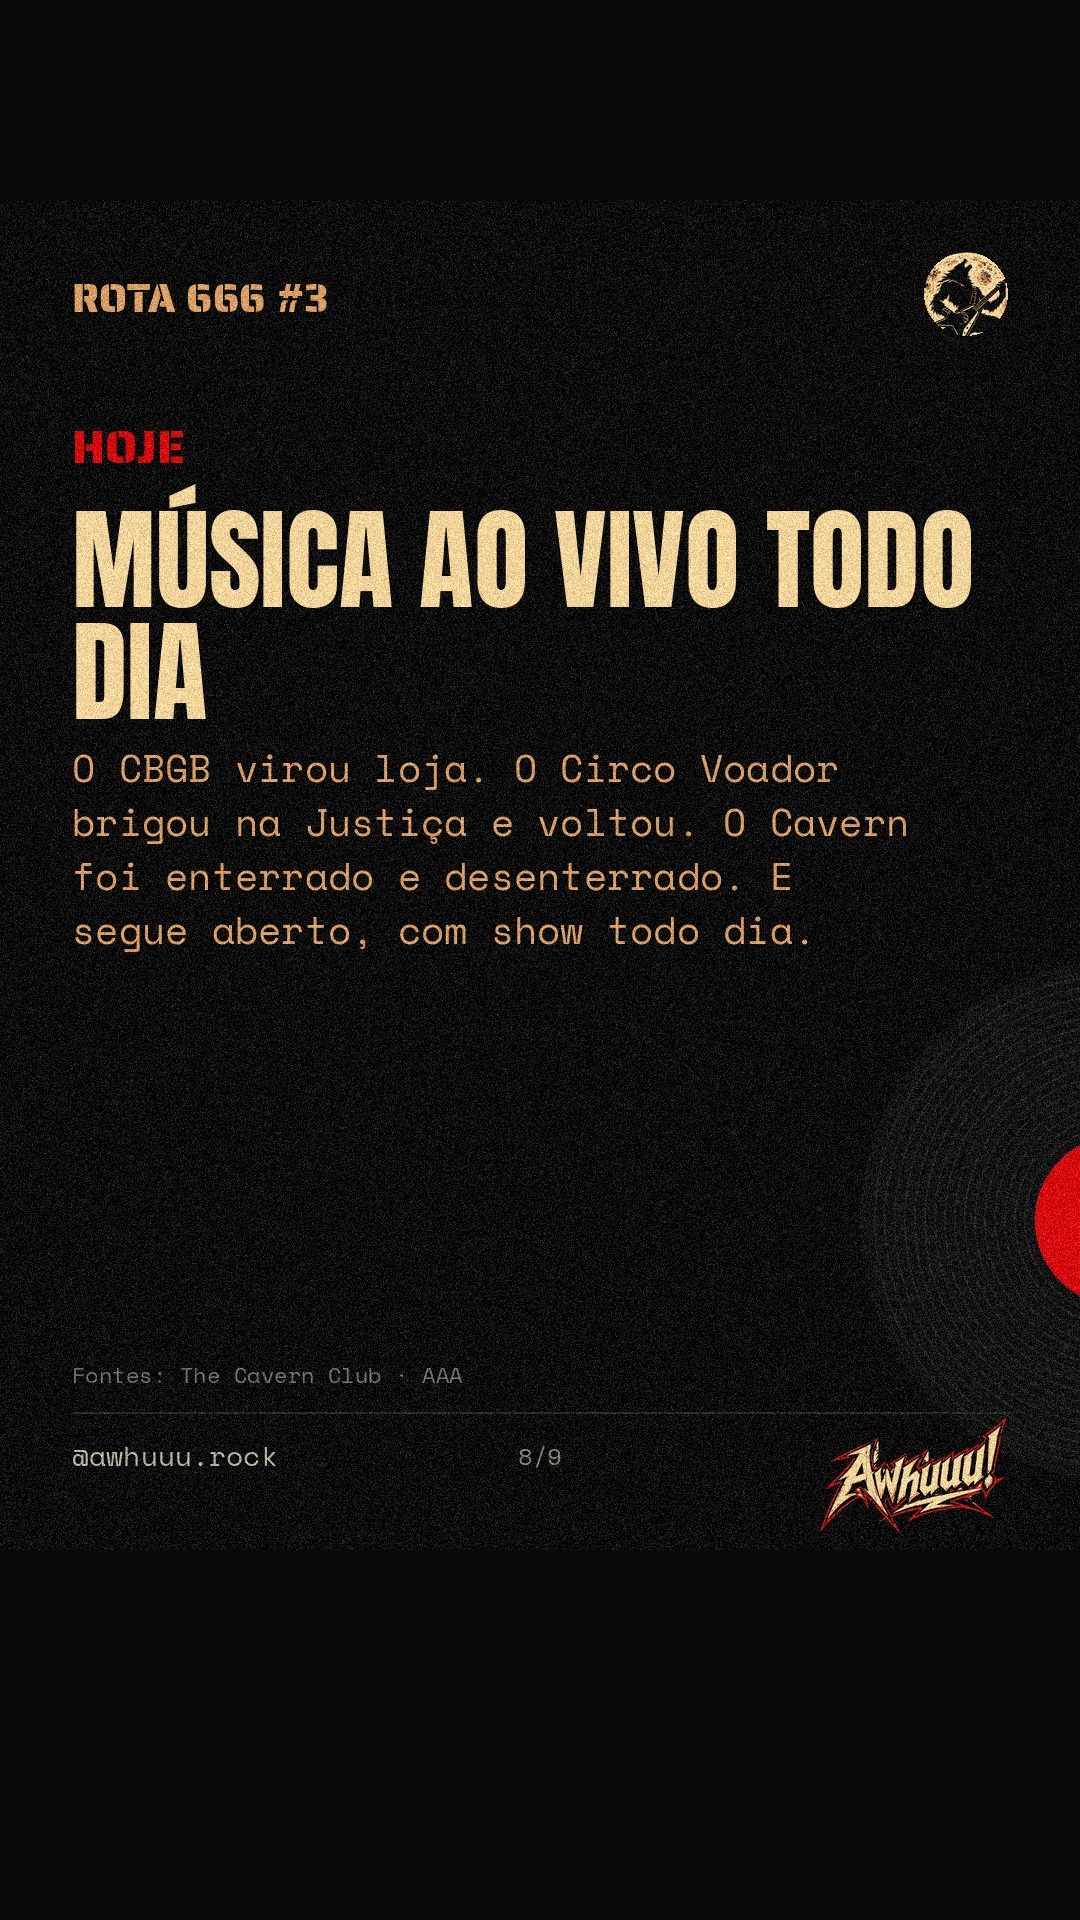 ROTA 666 #3
HOJE
MÚSICA AO VIVO TODO
DIA
O CBGB virou loja. O Circo Voador
brigou na Justiça e voltou. O Cavern
foi enterrado e desenterrado. E
segue aberto, com show todo dia.
Fontes: The Cavern Club · AAA
@awhuuu.rock
8/9
Awhuuu!